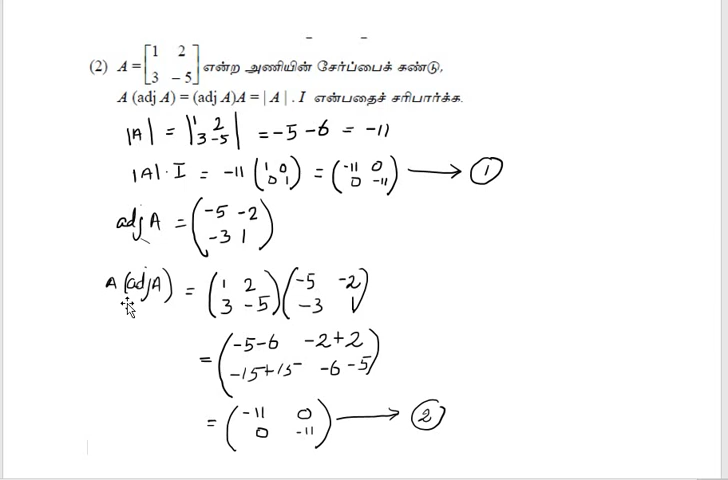 (2) A = [1 2 3 -5] என்ற அணியின் சேர்ப்பைக் கண்டு,
A (adj A) = (adj A)A = | A | . I என்பதைச் சரிபார்க்க.
|A| = |1 2 3 -5| = -5 -6 = -11
|A| · I = -11 (1 0 0 1) = (-11 0 0 -11) → ①
adj A = (-5 -2 -3 1)
A (adj A) = (1 2 3 -5) (-5 -2 -3 1)
= (-5-6 -2+2 -15+15 -6-5)
= (-11 0 0 -11) → ②